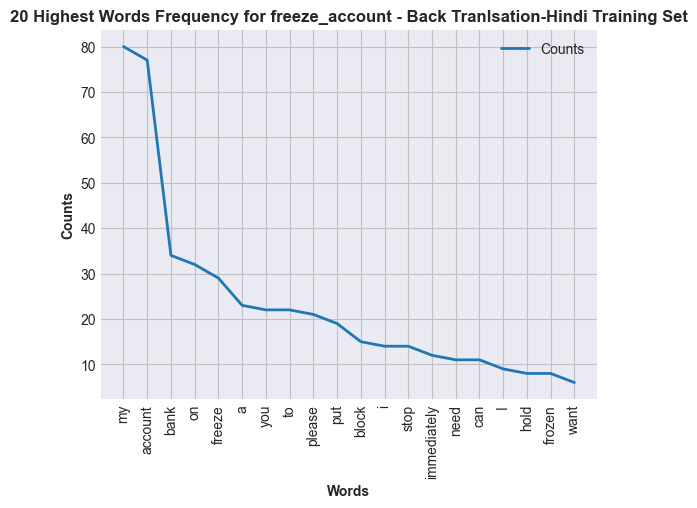 20 Highest Words Frequency for freeze_account - Back Tranlsation-Hindi Training Set
Counts
80
70
60
50
40
30
20
10
Counts
my
account
bank
on
freeze
a
you
to
please
put
block
i
stop
immediately
need
can
I
hold
frozen
want
Words